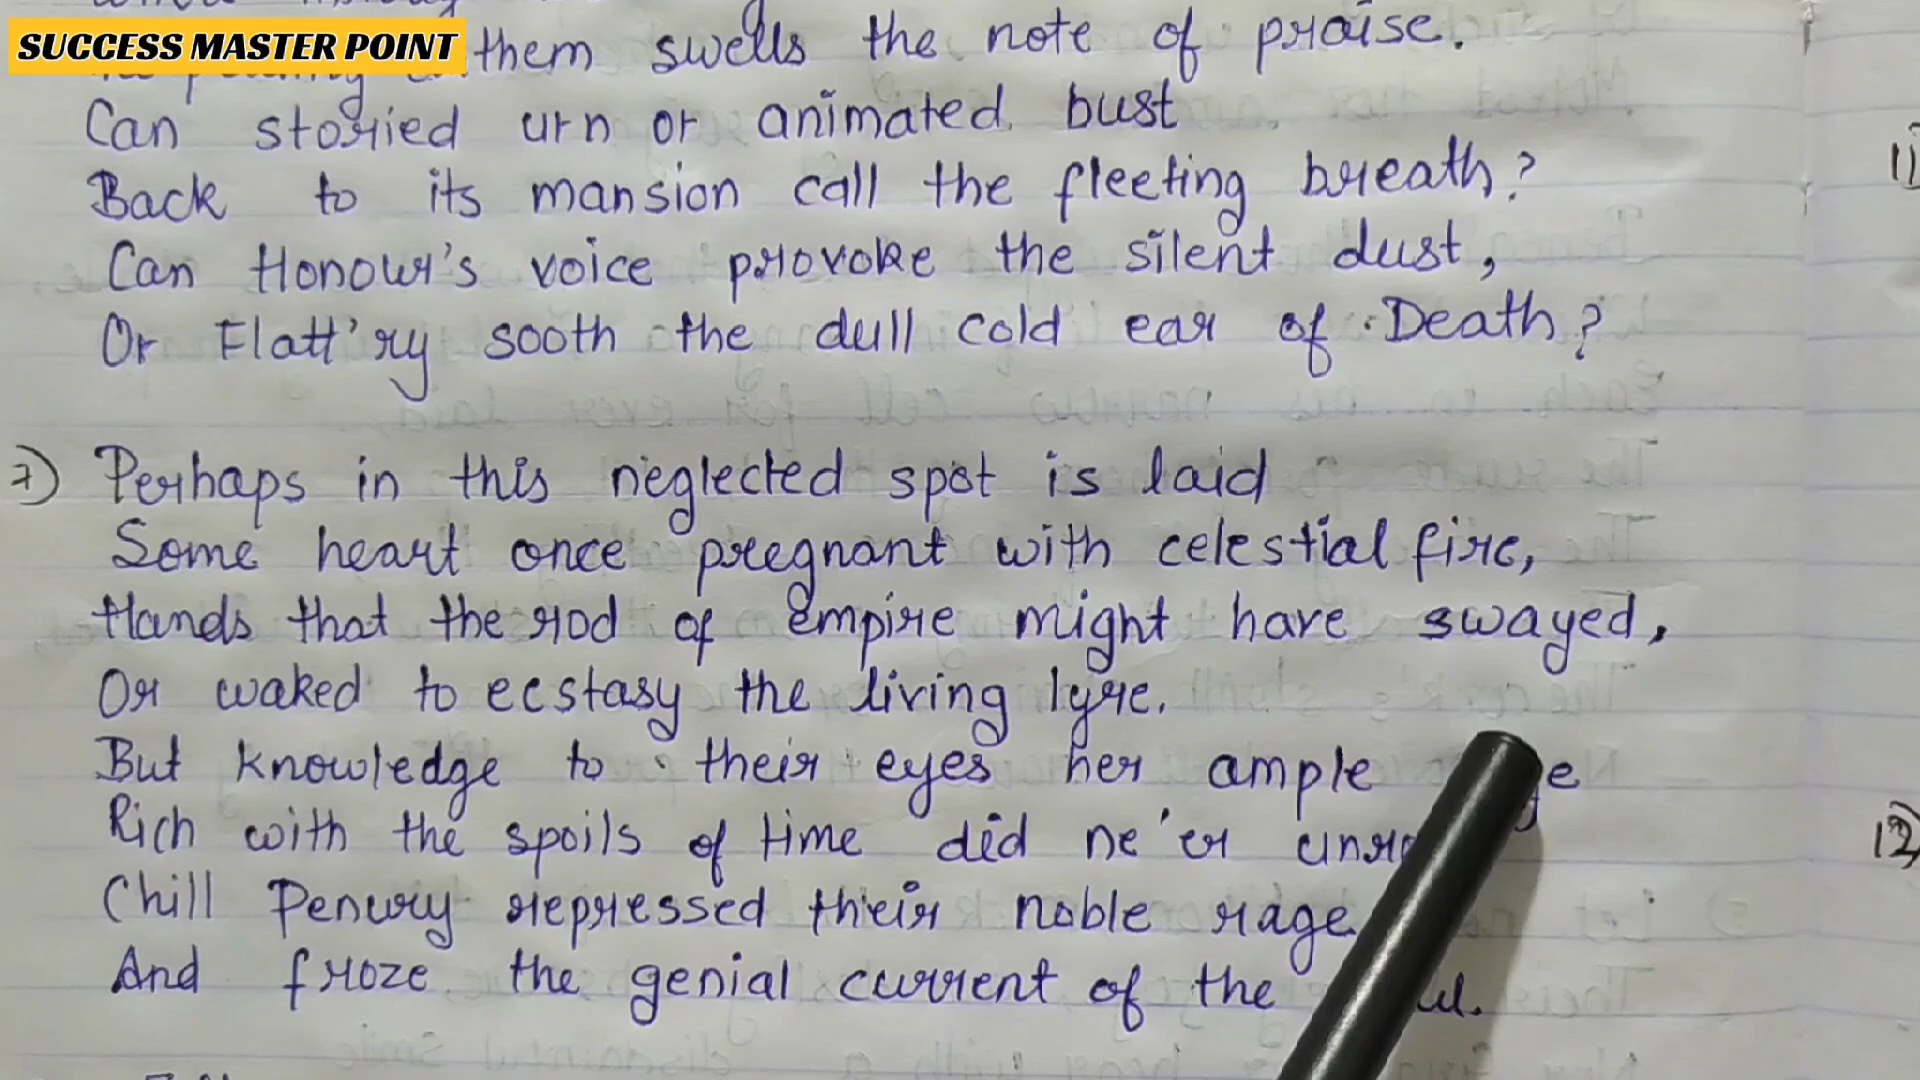 SUCCESS MASTER POINT
them swells the note of praise.
Can storied urn or animated bust
Back to its mansion call the fleeting breath?
Can Honour's voice provoke the silent dust,
Or Flatt'ry sooth the dull cold ear of Death?
7) Perhaps in this neglected spot is laid
Some heart once pregnant with celestial fire,
Hands that the rod of empire might have swayed,
Or waked to ecstasy the living lyre.
But knowledge to their eyes her ample
Rich with the spoils of time did ne'er
Chill Penury repressed their noble rage
And froze the genial current of the
11)
12)